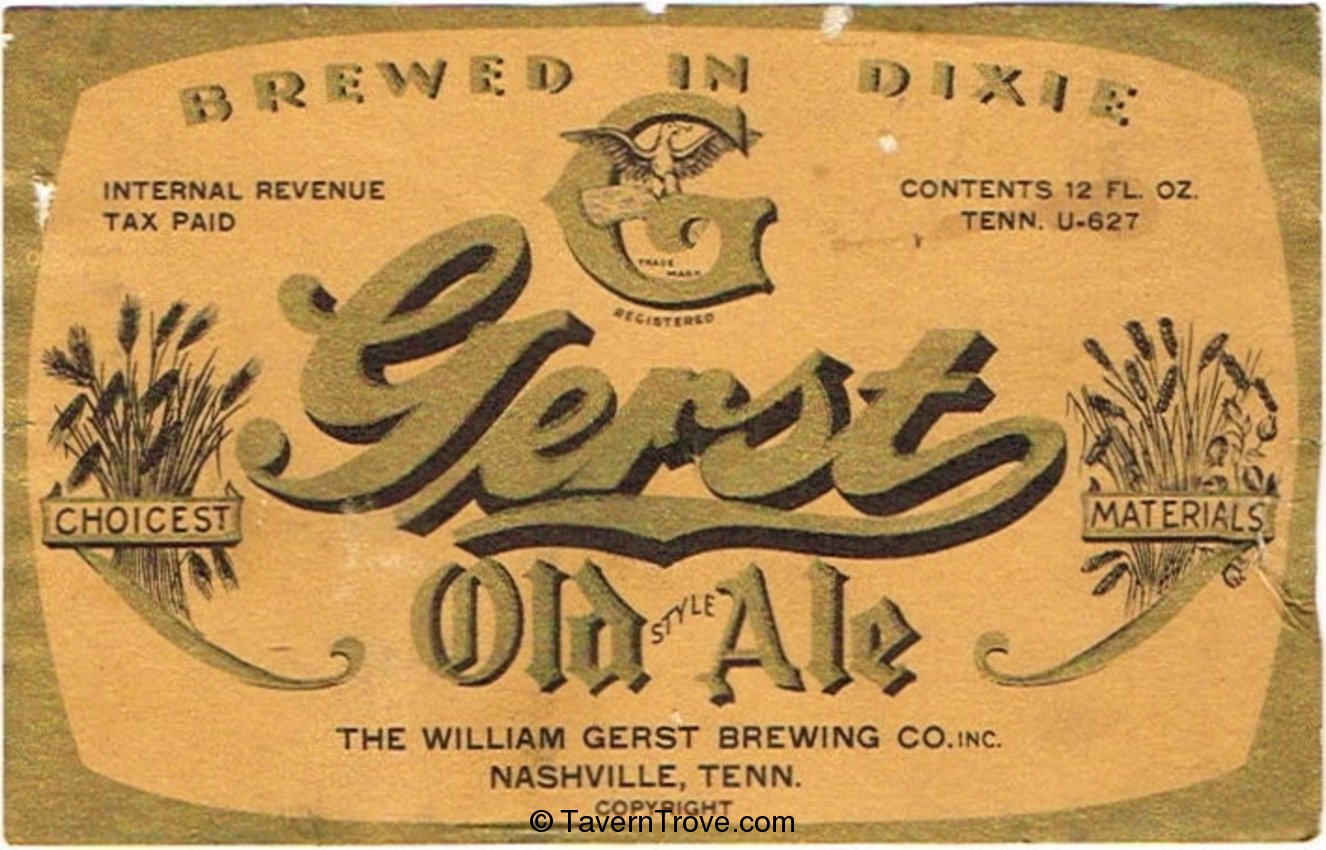 BREWED IN DIXIE
INTERNAL REVENUE
TAX PAID
CONTENTS 12 FL. OZ.
TENN. U-627
G
TRADE
MARK
REGISTERED
Gerst
CHOICEST
MATERIALS
Old STYLE Ale
THE WILLIAM GERST BREWING CO. INC.
NASHVILLE, TENN.
COPYRIGHT
© TavernTrove.com